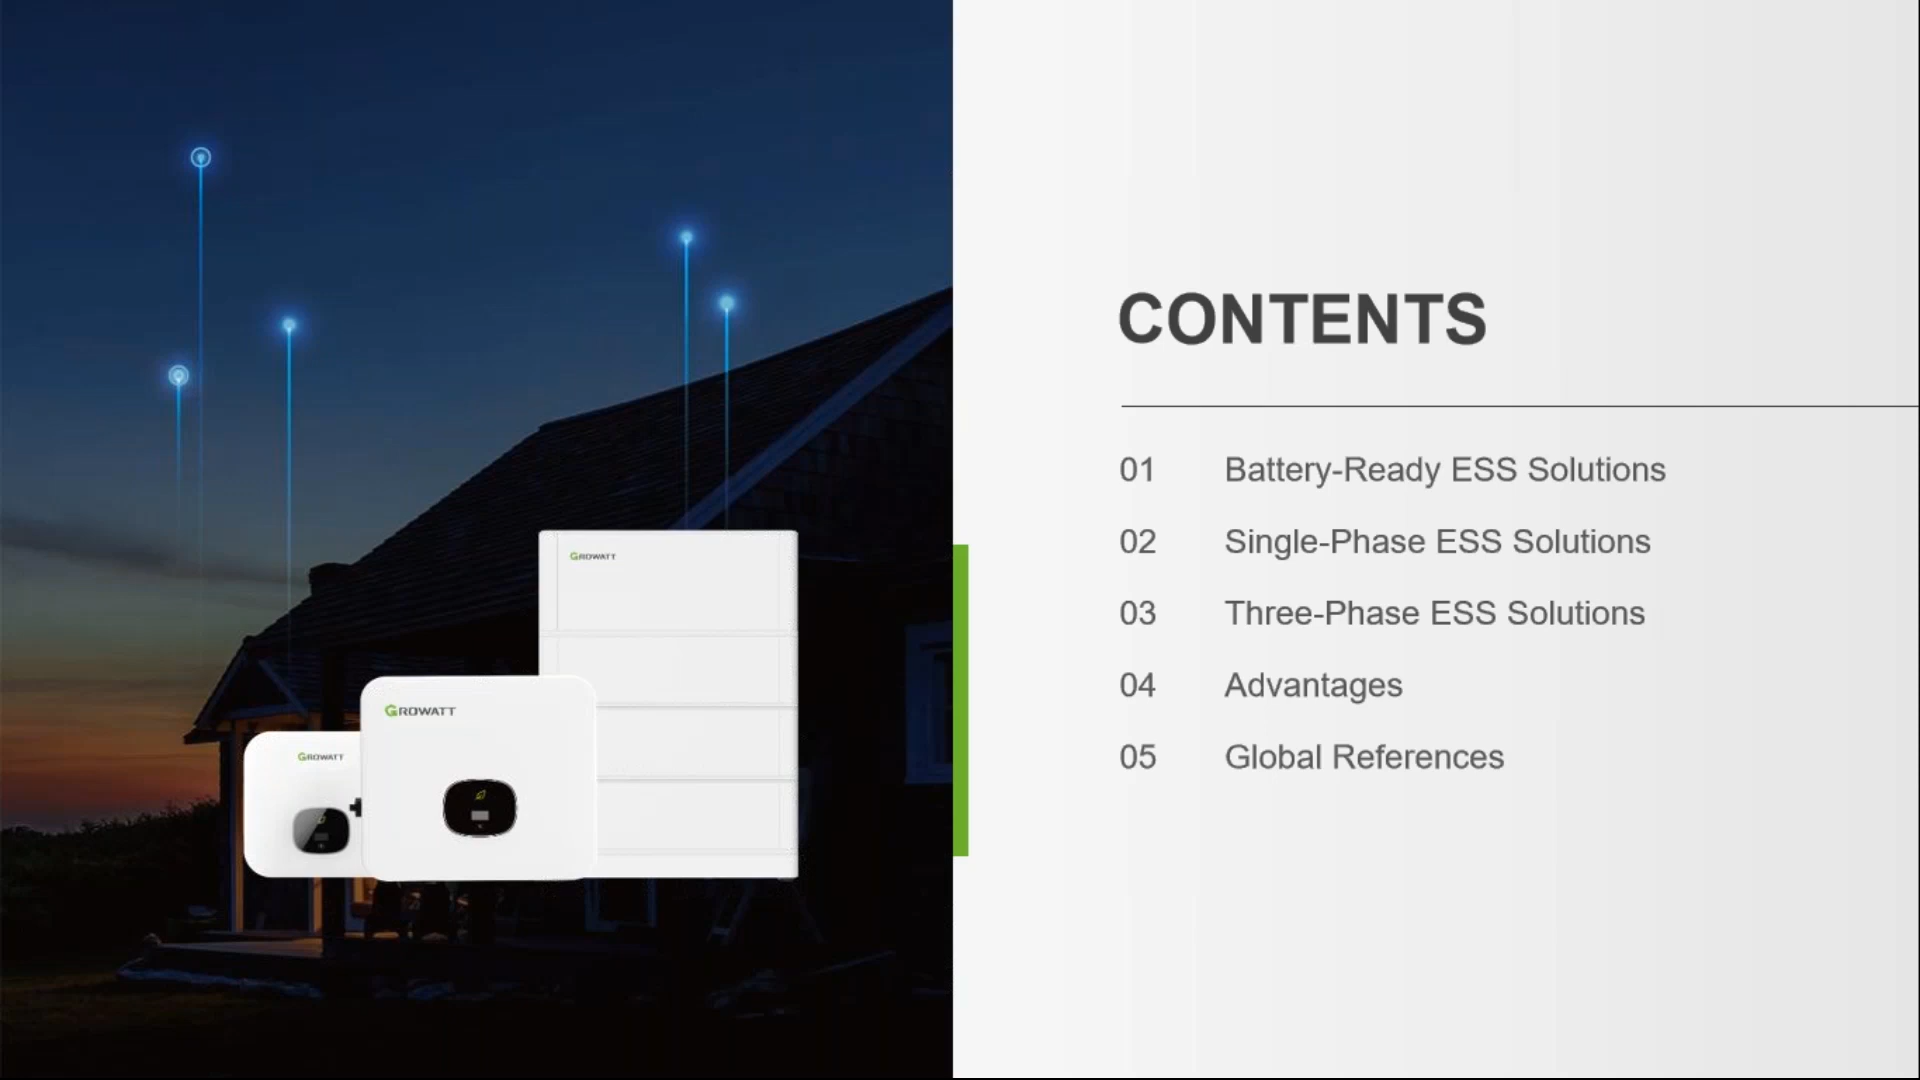 CONTENTS
01 Battery-Ready ESS Solutions
02 Single-Phase ESS Solutions
03 Three-Phase ESS Solutions
04 Advantages
05 Global References
GROWATT
GROWATT
GROWATT